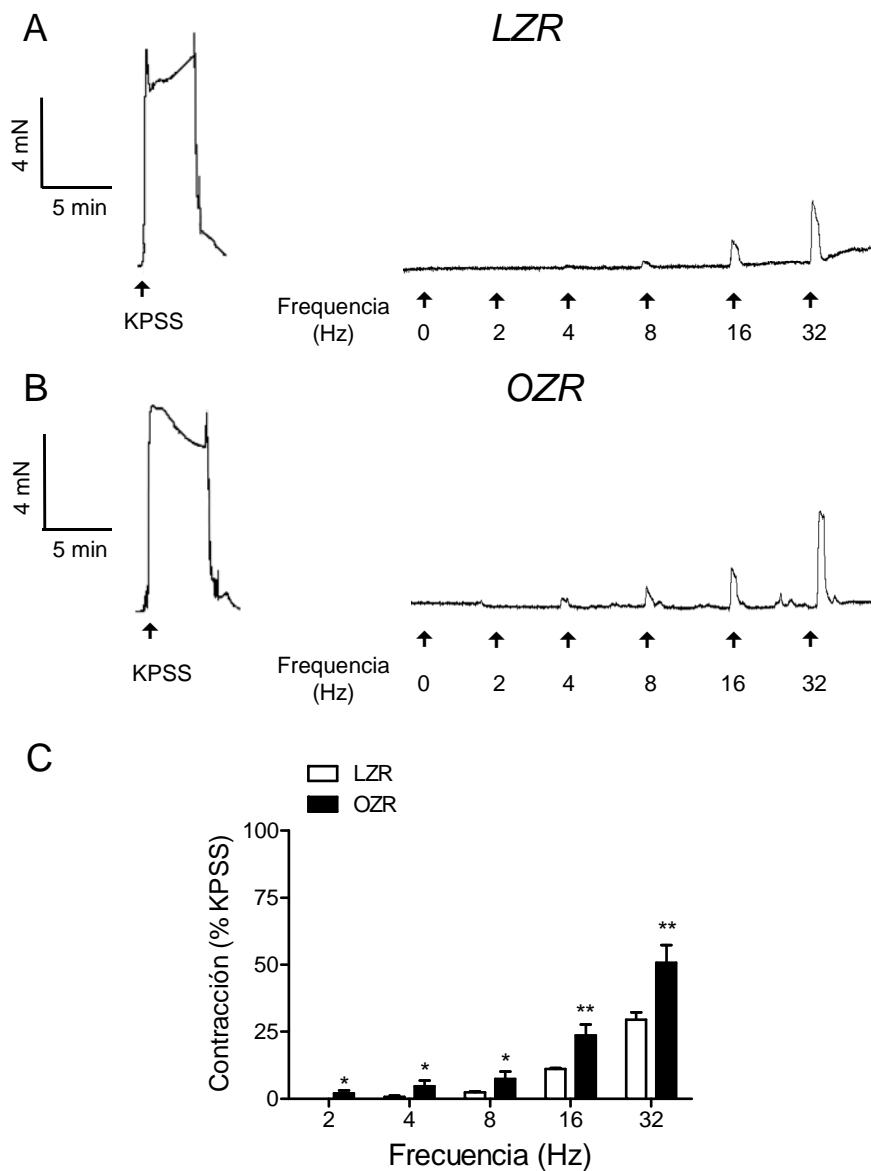 A
LZR
4 mN
5 min
KPSS
Frequencia
(Hz)
0 2 4 8 16 32
B
OZR
4 mN
5 min
KPSS
Frequencia
(Hz)
0 2 4 8 16 32
C
LZR
OZR
Contracción (% KPSS)
100
75
50
25
0
* * * ** **
2 4 8 16 32
Frecuencia (Hz)